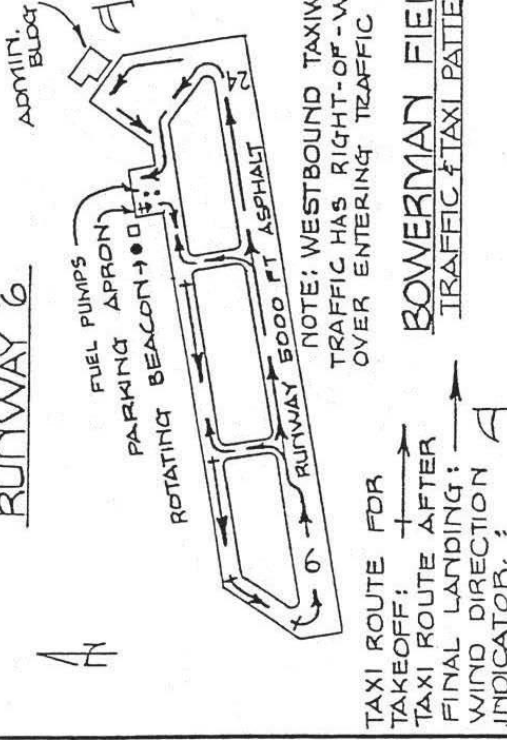 RUNWAY 6
ADMIN.
BLDG
FUEL PUMPS
PARKING APRON
ROTATING BEACON
24
6
RUNWAY 5000 FT ASPHALT
NOTE: WESTBOUND TAXIW
TRAFFIC HAS RIGHT-OF-W
OVER ENTERING TRAFFIC
TAXI ROUTE FOR
TAKEOFF:
TAXI ROUTE AFTER
FINAL LANDING:
WIND DIRECTION
INDICATOR:
BOWERMAN FIEL
TRAFFIC & TAXI PATTE